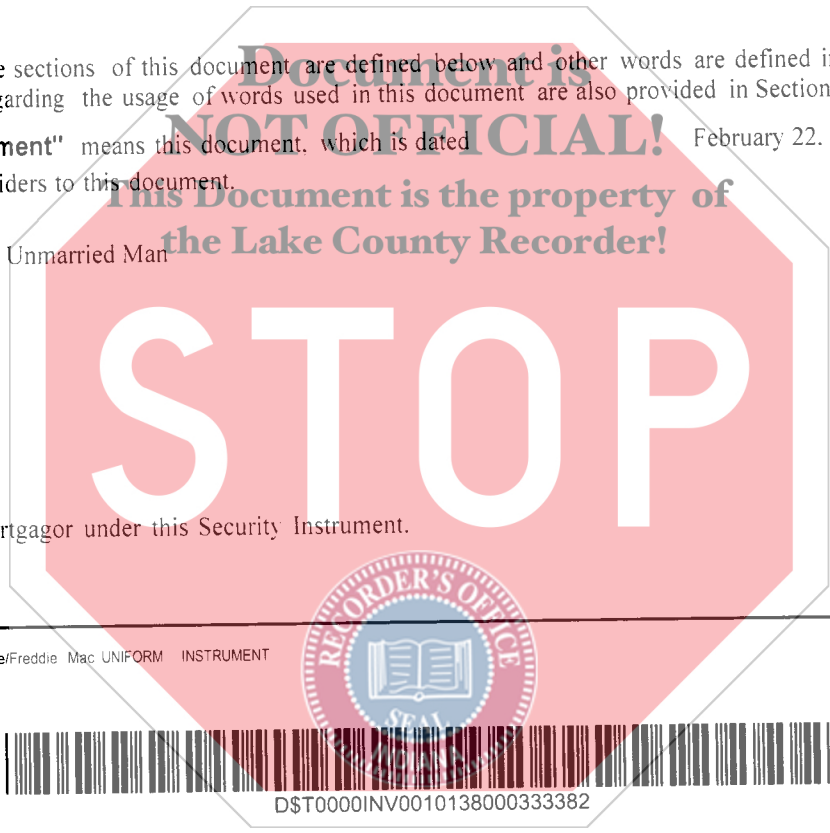 e sections of this document are defined below and other words are defined in
Document is
garding the usage of words used in this document are also provided in Section
NOT OFFICIAL!
ment" means this document, which is dated February 22.
This Document is the property of
iders to this document.
the Lake County Recorder!
Unmarried Man
STOP
rtgagor under this Security Instrument.
RECORDER'S OFFICE
e/Freddie Mac UNIFORM INSTRUMENT
SEAL
INDIANA
D$T0000INV0010138000333382